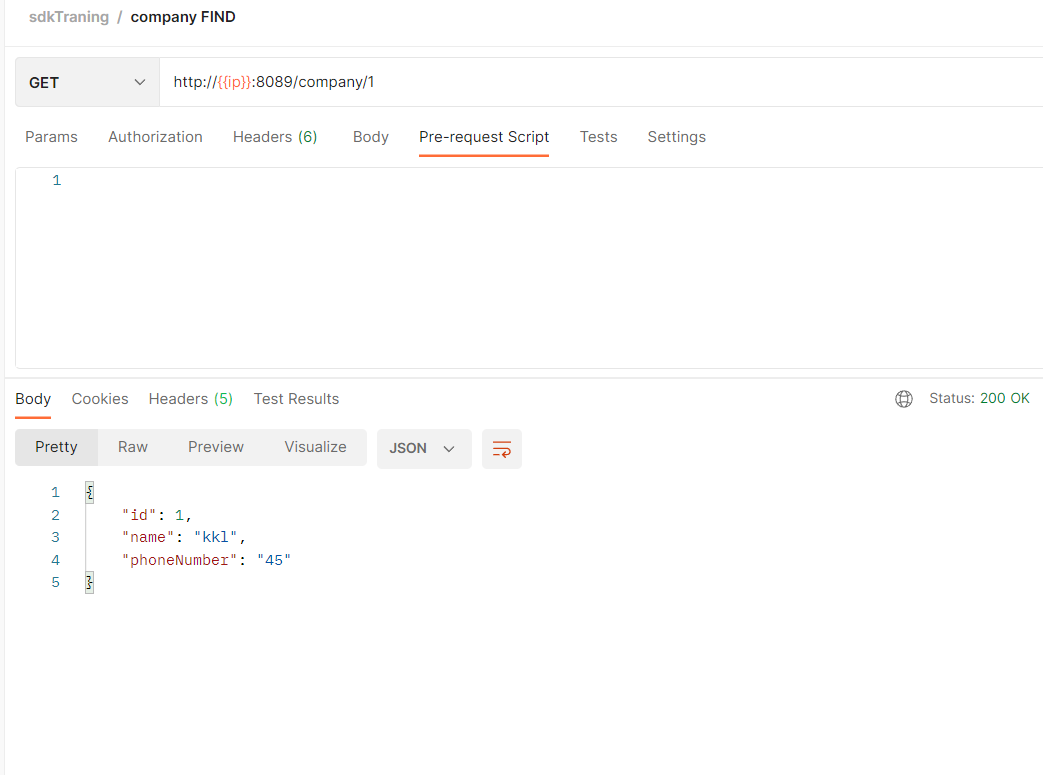 sdkTraning / company FIND
GET http://{{ip}}:8089/company/1
Params Authorization Headers (6) Body Pre-request Script Tests Settings
1
Body Cookies Headers (5) Test Results Status: 200 OK
Pretty Raw Preview Visualize JSON
1 {
2 "id": 1,
3 "name": "kkl",
4 "phoneNumber": "45"
5 }